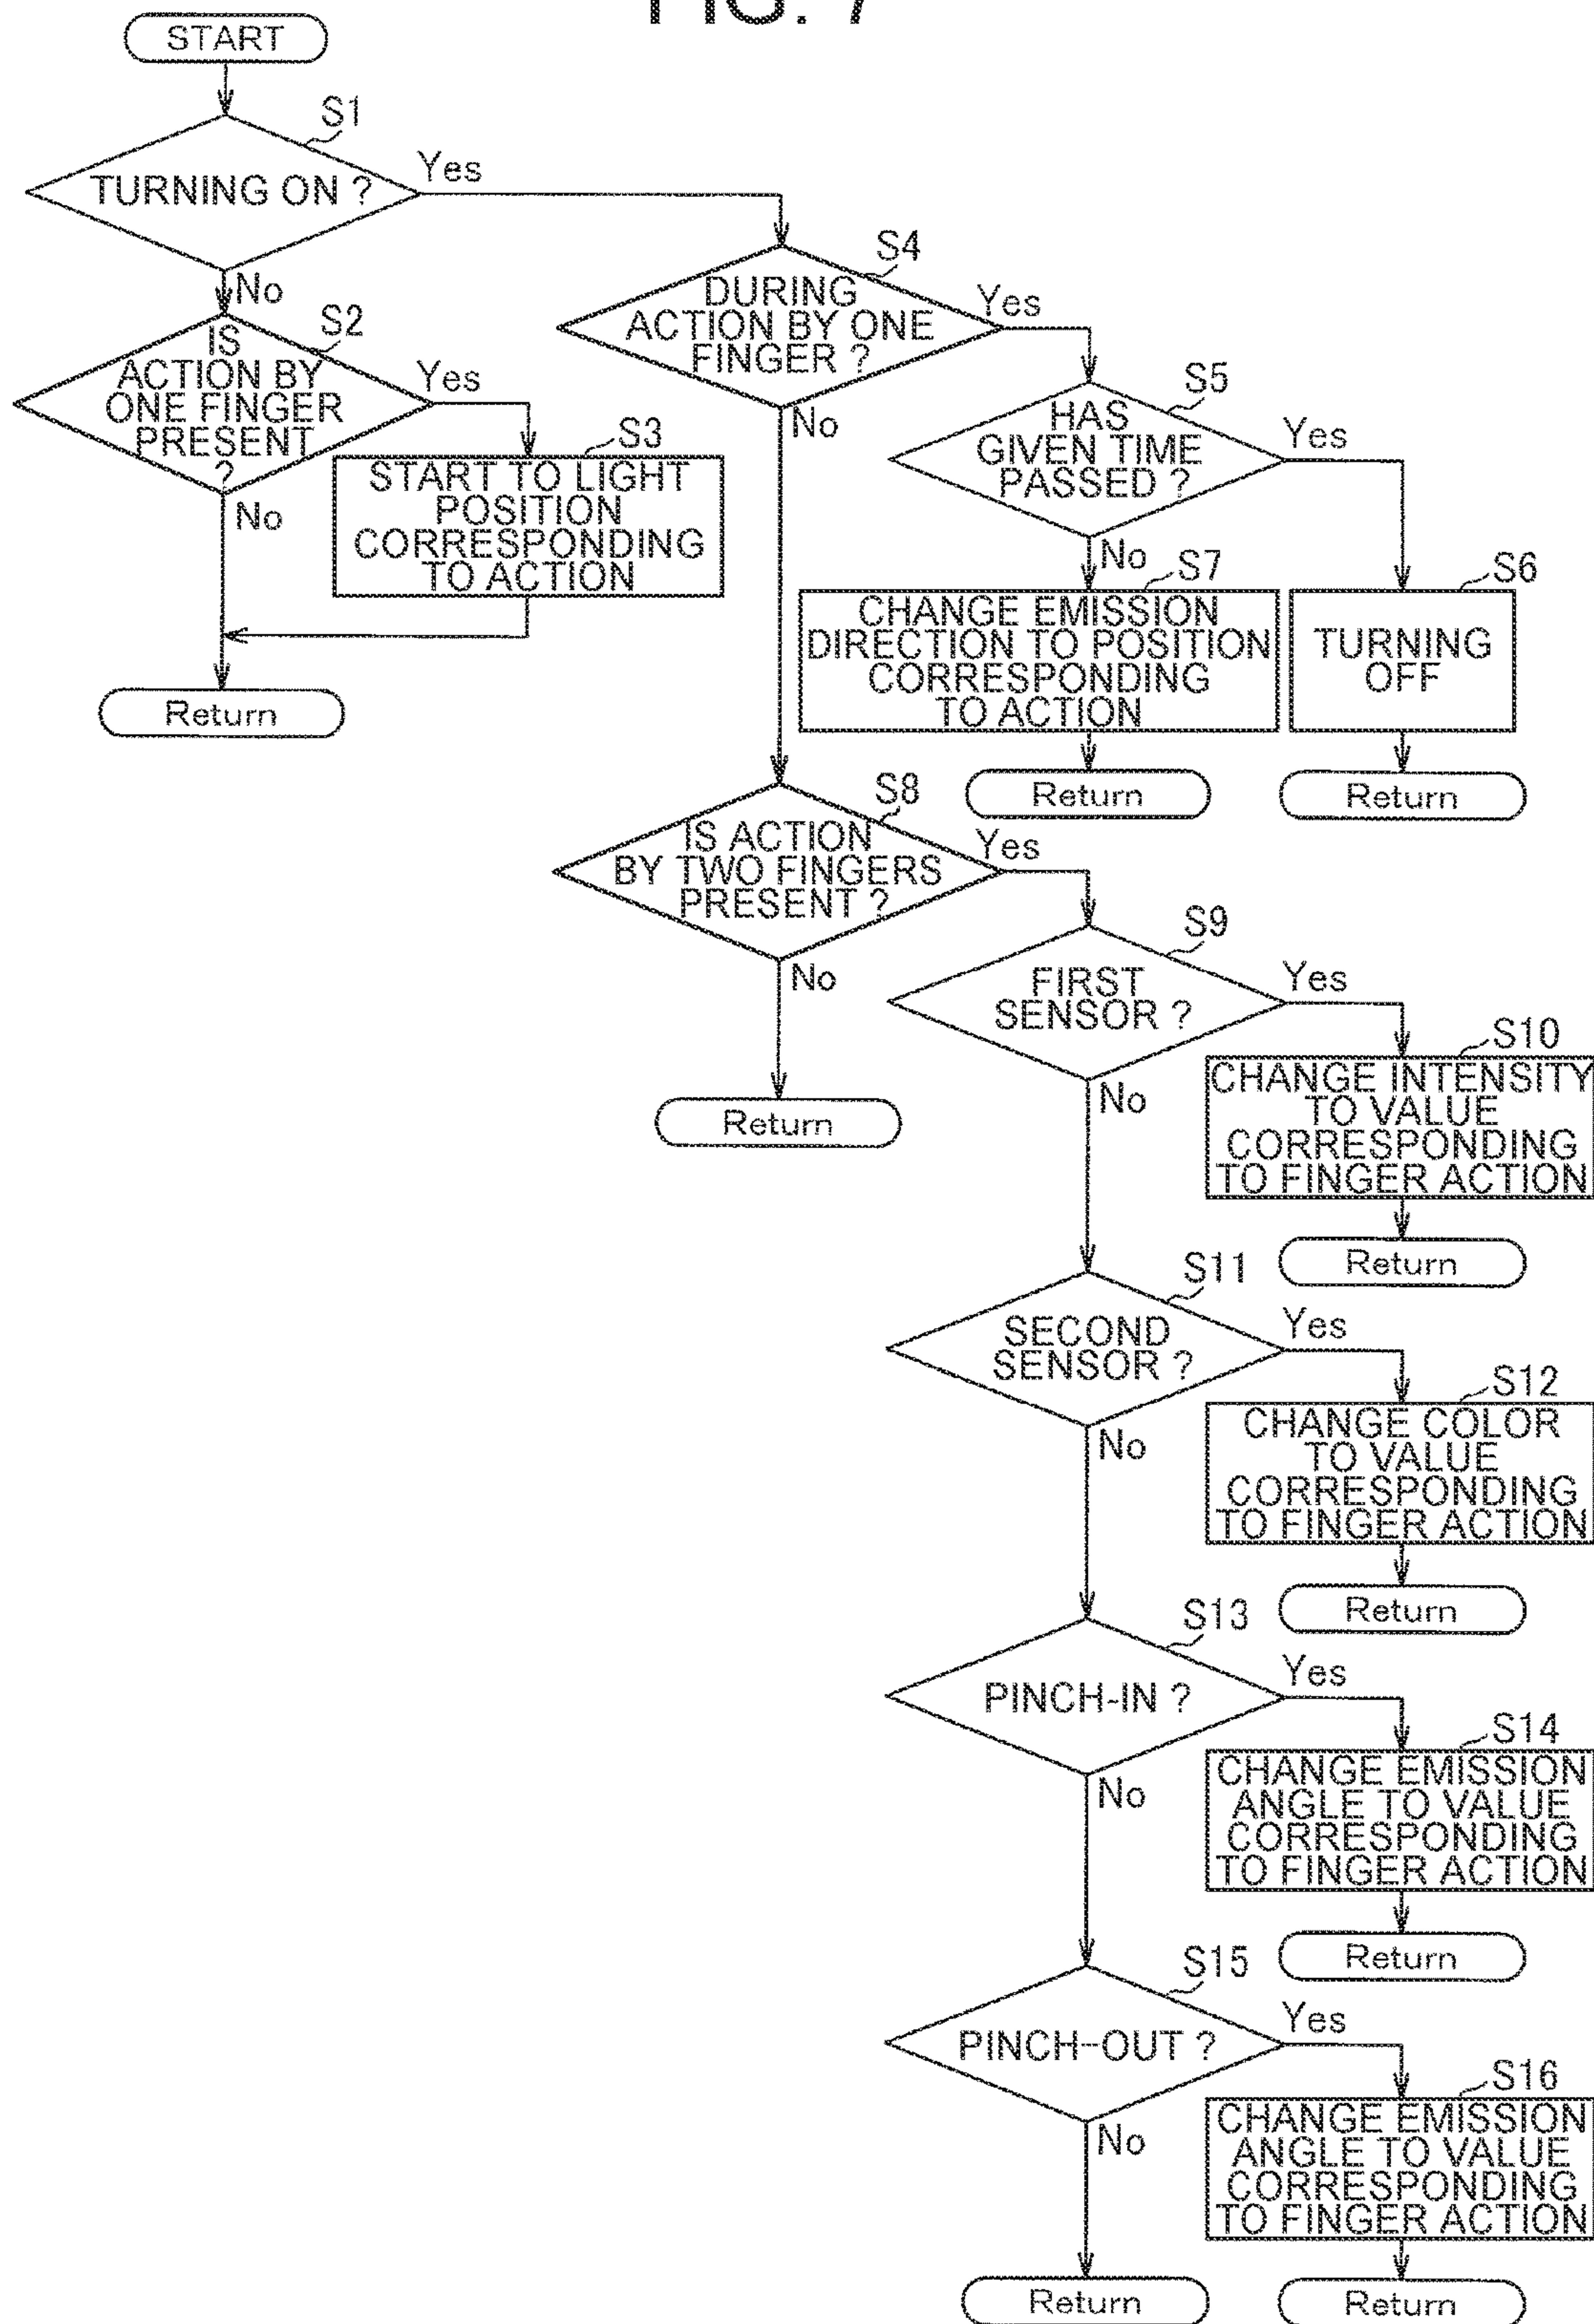 FIG. 7
START
S1
TURNING ON ?
Yes
No
S2
IS
ACTION BY
ONE FINGER
PRESENT
?
Yes
No
S3
START TO LIGHT
POSITION
CORRESPONDING
TO ACTION
Return
S4
DURING
ACTION BY ONE
FINGER ?
Yes
No
S5
HAS
GIVEN TIME
PASSED ?
Yes
No
S7
CHANGE EMISSION
DIRECTION TO POSITION
CORRESPONDING
TO ACTION
Return
S6
TURNING
OFF
Return
S8
IS ACTION
BY TWO FINGERS
PRESENT ?
Yes
No
Return
S9
FIRST
SENSOR ?
Yes
No
S10
CHANGE INTENSITY
TO VALUE
CORRESPONDING
TO FINGER ACTION
Return
S11
SECOND
SENSOR ?
Yes
No
S12
CHANGE COLOR
TO VALUE
CORRESPONDING
TO FINGER ACTION
Return
S13
PINCH-IN ?
Yes
No
S14
CHANGE EMISSION
ANGLE TO VALUE
CORRESPONDING
TO FINGER ACTION
Return
S15
PINCH-OUT ?
Yes
No
S16
CHANGE EMISSION
ANGLE TO VALUE
CORRESPONDING
TO FINGER ACTION
Return
Return